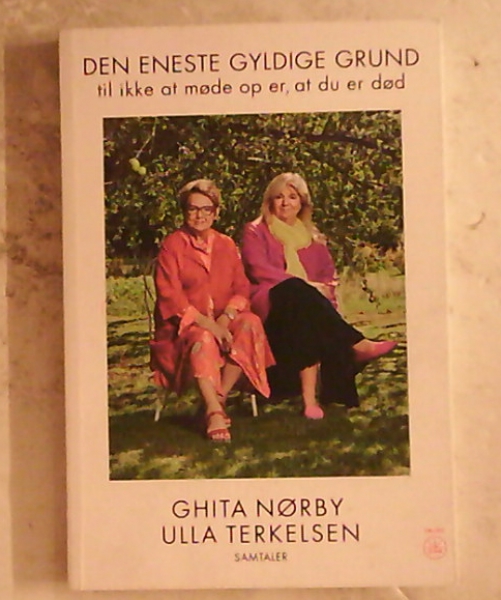 DEN ENESTE GYLDIGE GRUND
til ikke at møde op er, at du er død
GHITA NØRBY
ULLA TERKELSEN
SAMTALER